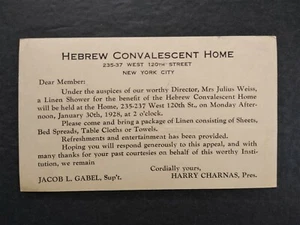 HEBREW CONVALESCENT HOME
235-37 WEST 120TH STREET
NEW YORK CITY
Dear Member:
Under the auspices of our worthy Director, Mrs Julius Weiss,
a Linen Shower for the benefit of the Hebrew Convalescent Home
will be held at the Home, 235-237 West 120th St., on Monday After-
noon, January 30th, 1928, at 2 o'clock.
Please come and bring a package of Linen consisting of Sheets,
Bed Spreads, Table Cloths or Towels.
Refreshments and entertainment has been provided.
Hoping you will respond generously to this appeal, and with
many thanks for your past courtesies on behalf of this worthy Insti-
tution, we remain
Cordially yours,
JACOB L. GABEL, Sup't. HARRY CHARNAS, Pres.